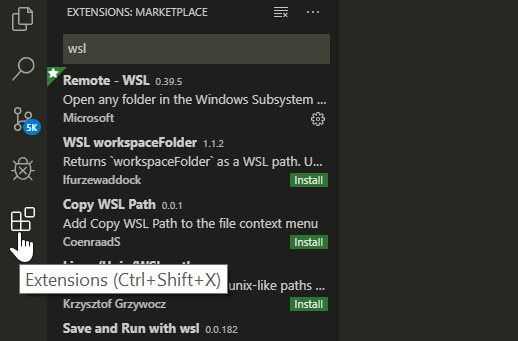 EXTENSIONS: MARKETPLACE
wsl
Remote - WSL 0.39.5
Open any folder in the Windows Subsystem ...
Microsoft
5K
WSL workspaceFolder 1.1.2
Returns `workspaceFolder` as a WSL path. U...
lfurzewaddock
Install
Copy WSL Path 0.0.1
Add Copy WSL Path to the file context menu
CoenraadS
Install
Extensions (Ctrl+Shift+X)
unix-like paths ...
Krzysztof Grzywocz
Install
Save and Run with wsl 0.0.182